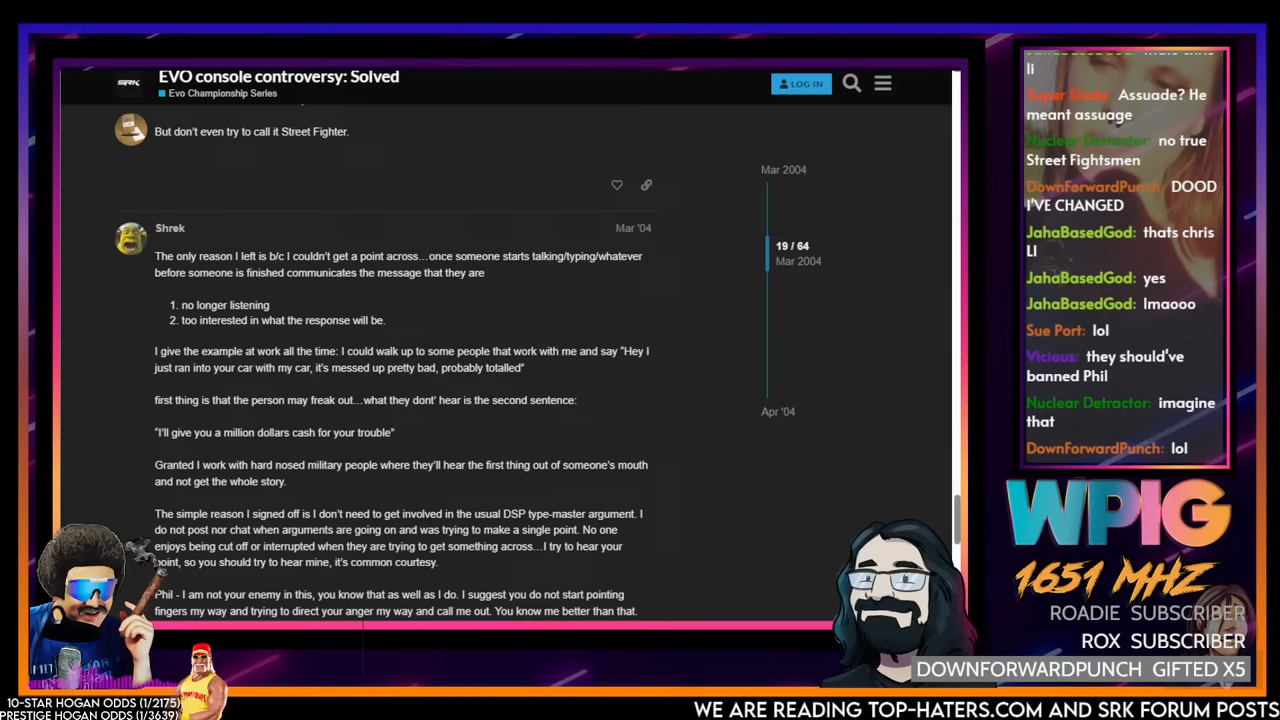 SRK
EVO console controversy: Solved
Evo Championship Series
LOG IN
But don't even try to call it Street Fighter.
Shrek
Mar '04
The only reason I left is b/c I couldn't get a point across…once someone starts talking/typing/whatever
before someone is finished communicates the message that they are
1. no longer listening
2. too interested in what the response will be.
I give the example at work all the time: I could walk up to some people that work with me and say "Hey I
just ran into your car with my car, it's messed up pretty bad, probably totalled"
first thing is that the person may freak out…what they dont' hear is the second sentence:
"I'll give you a million dollars cash for your trouble"
Granted I work with hard nosed military people where they'll hear the first thing out of someone's mouth
and not get the whole story.
The simple reason I signed off is I don't need to get involved in the usual DSP type-master argument. I
do not post nor chat when arguments are going on and was trying to make a single point. No one
enjoys being cut off or interrupted when they are trying to get something across…I try to hear your
point, so you should try to hear mine, it's common courtesy.
Phil - I am not your enemy in this, you know that as well as I do. I suggest you do not start pointing
fingers my way and trying to direct your anger my way and call me out. You know me better than that.
Mar 2004
19 / 64
Mar 2004
Apr '04
li
Super Slade: Assuade? He
meant assuage
Nuclear Detractor: no true
Street Fightsmen
DownForwardPunch: DOOD
I'VE CHANGED
JahaBasedGod: thats chris
LI
JahaBasedGod: yes
JahaBasedGod: lmaooo
Sue Port: lol
Vicious: they should've
banned Phil
Nuclear Detractor: imagine
that
DownForwardPunch: lol
WPIG
1651 MHZ
ROADIE SUBSCRIBER
ROX SUBSCRIBER
DOWNFORWARDPUNCH GIFTED X5
10-STAR HOGAN ODDS (1/2175)
PRESTIGE HOGAN ODDS (1/3639)
WE ARE READING TOP-HATERS.COM AND SRK FORUM POSTS